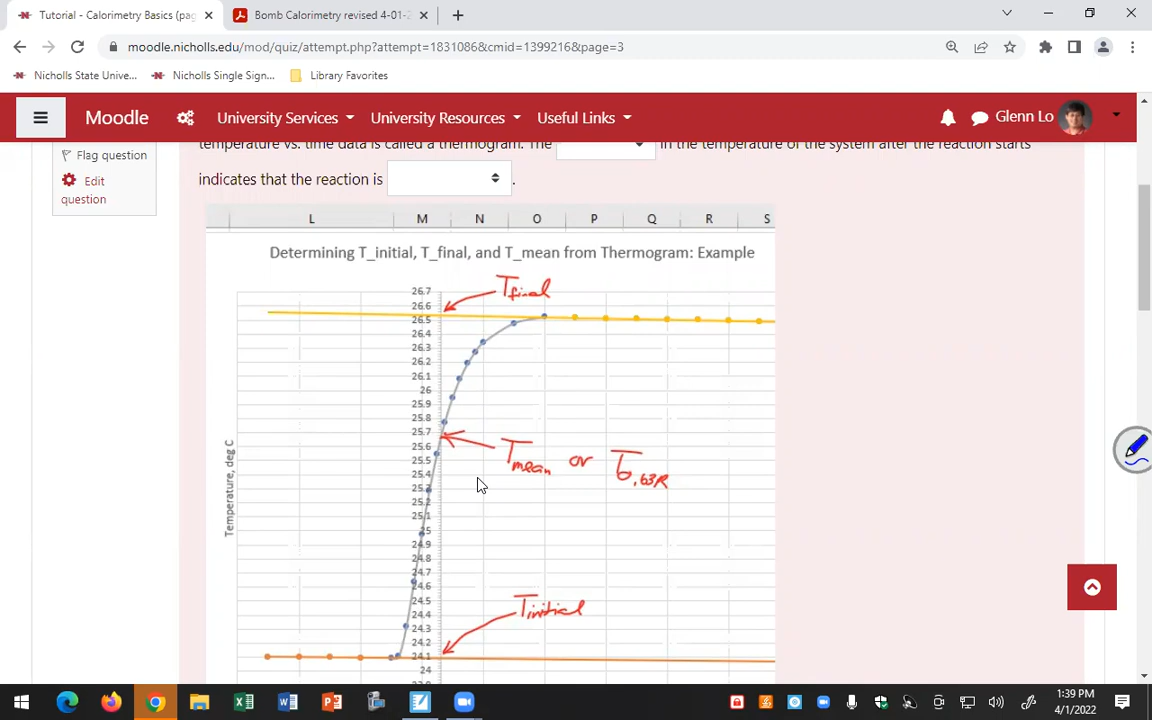 Tutorial - Calorimetry Basics (pag
Bomb Calorimetry revised 4-01-2
moodle.nicholls.edu/mod/quiz/attempt.php?attempt=1831086&cmid=1399216&page=3
Nicholls State Unive...
Nicholls Single Sign...
Library Favorites
Moodle
University Services
University Resources
Useful Links
Glenn Lo
Flag question
Edit
question
temperature vs. time data is called a thermogram. The
in the temperature of the system after the reaction starts
indicates that the reaction is
.
L M N O P Q R S
Determining T_initial, T_final, and T_mean from Thermogram: Example
Tfinal
26.7
26.6
26.5
26.4
26.3
26.2
26.1
26
25.9
25.8
25.7
25.6
25.5
25.4
25.3
25.2
25.1
25
24.9
24.8
24.7
24.6
24.5
24.4
24.3
24.2
24.1
24
Temperature, deg C
Tmean or T0.63R
Tinitial
1:39 PM
4/1/2022